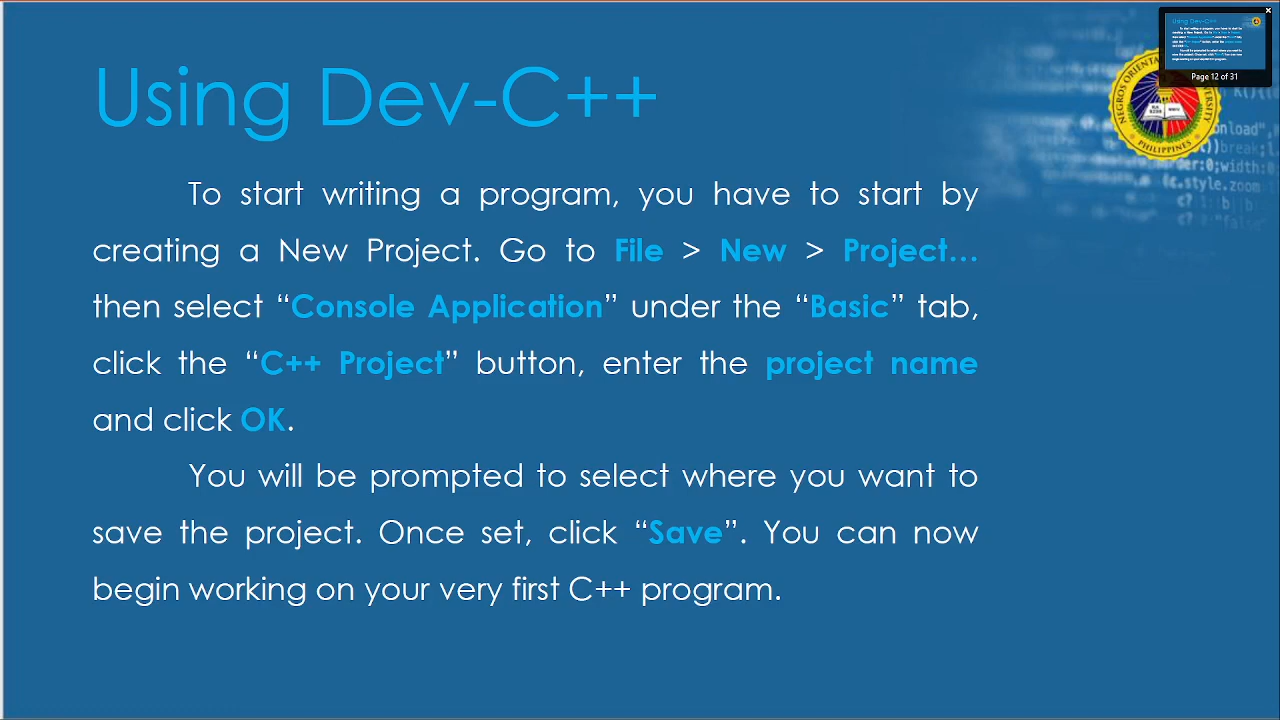 Using Dev-C++
Page 12 of 31
NEGROS ORIENTAL
PHILIPPINES
To start writing a program, you have to start by
creating a New Project. Go to File > New > Project…
then select “Console Application” under the “Basic” tab,
click the “C++ Project” button, enter the project name
and click OK.
You will be prompted to select where you want to
save the project. Once set, click “Save”. You can now
begin working on your very first C++ program.